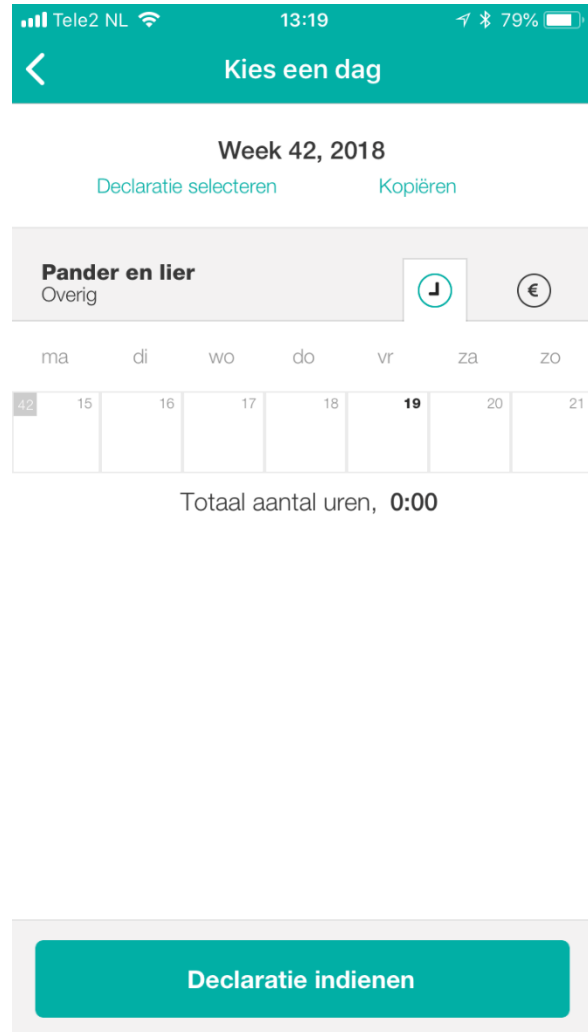 Tele2 NL 13:19 79%
Kies een dag
Week 42, 2018
Declaratie selecteren Kopiëren
Pander en lier
Overig
€
ma di wo do vr za zo
42 15 16 17 18 19 20 21
Totaal aantal uren, 0:00
Declaratie indienen